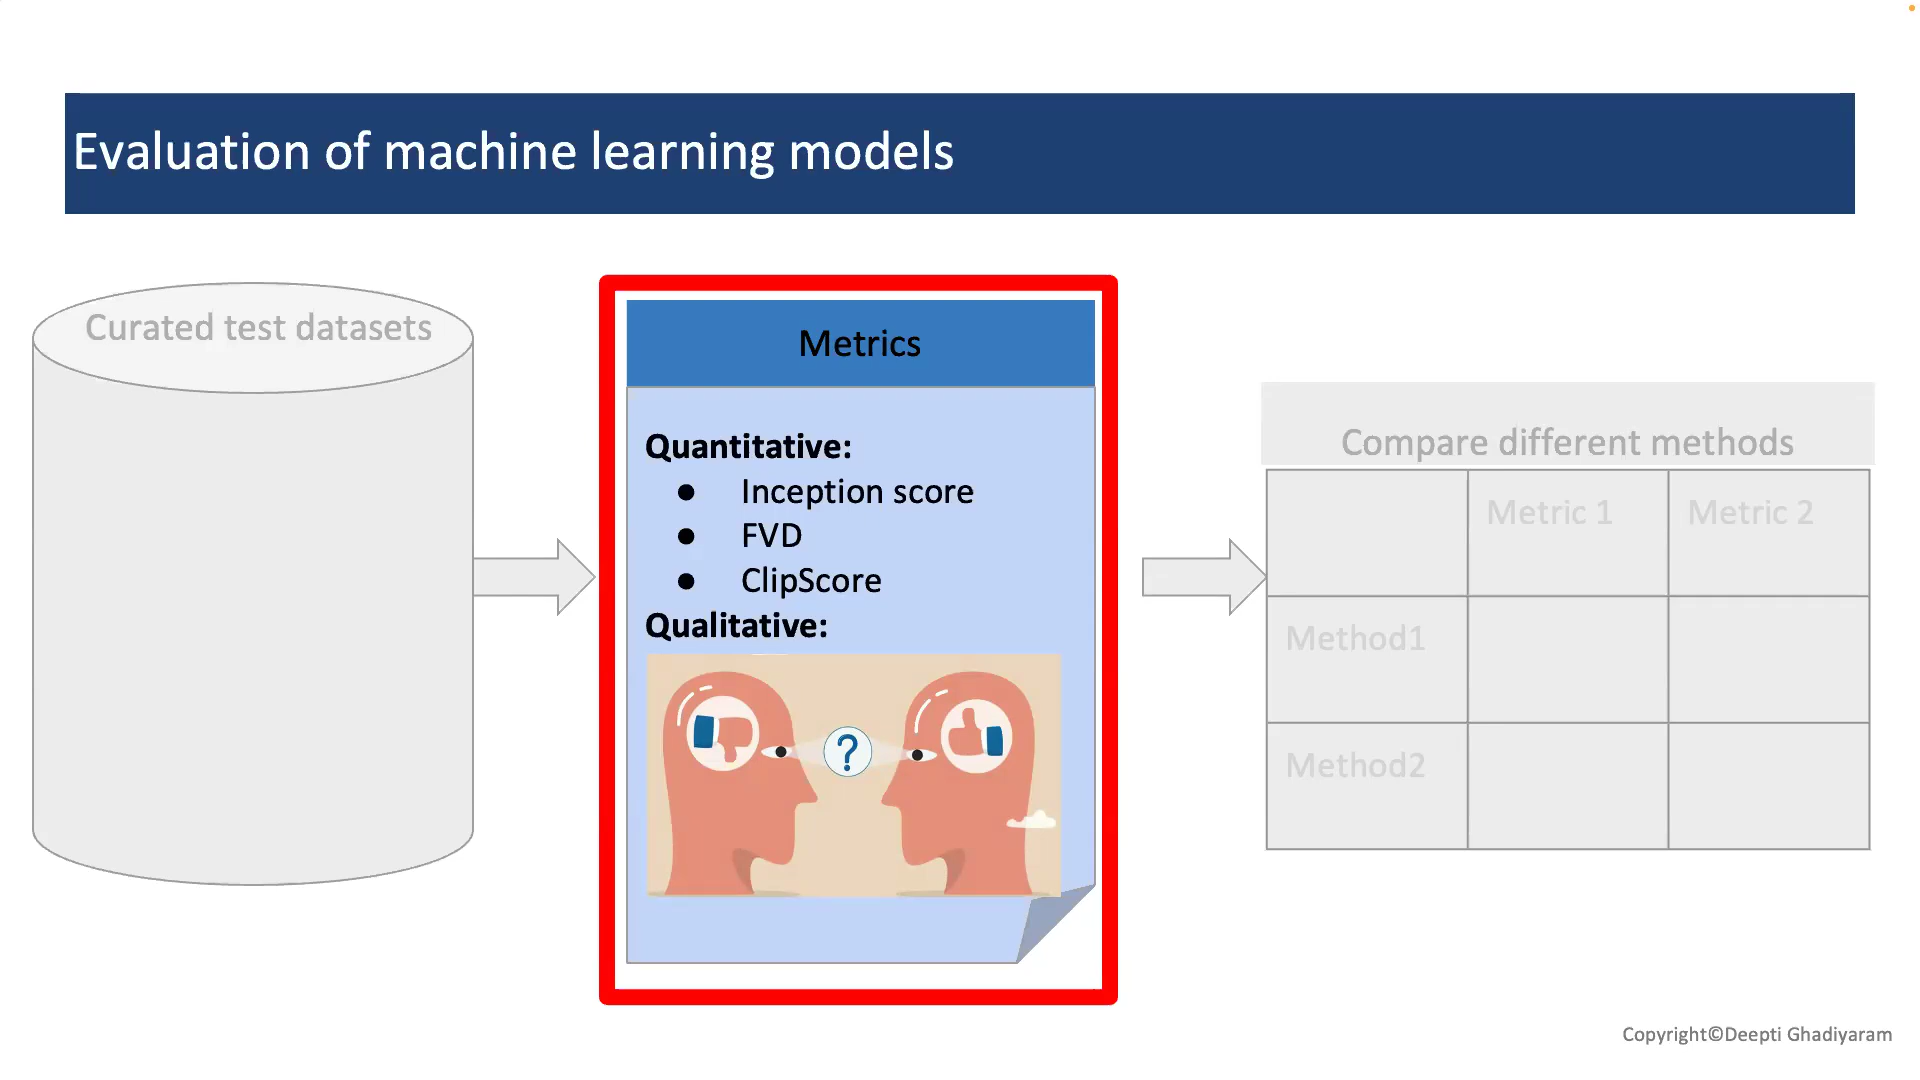 Evaluation of machine learning models
Curated test datasets
Metrics
Quantitative:
● Inception score
● FVD
● ClipScore
Qualitative:
?
Compare different methods
Metric 1 Metric 2
Method1
Method2
Copyright©Deepti Ghadiyaram